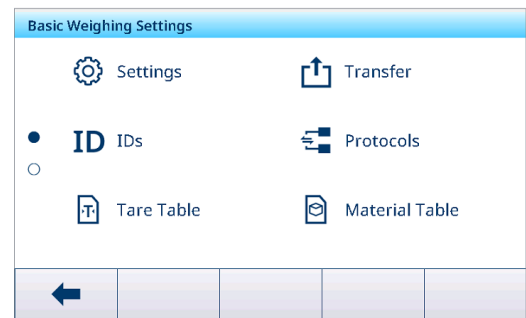 Basic Weighing Settings
Settings
Transfer
ID IDs
Protocols
T Tare Table
Material Table